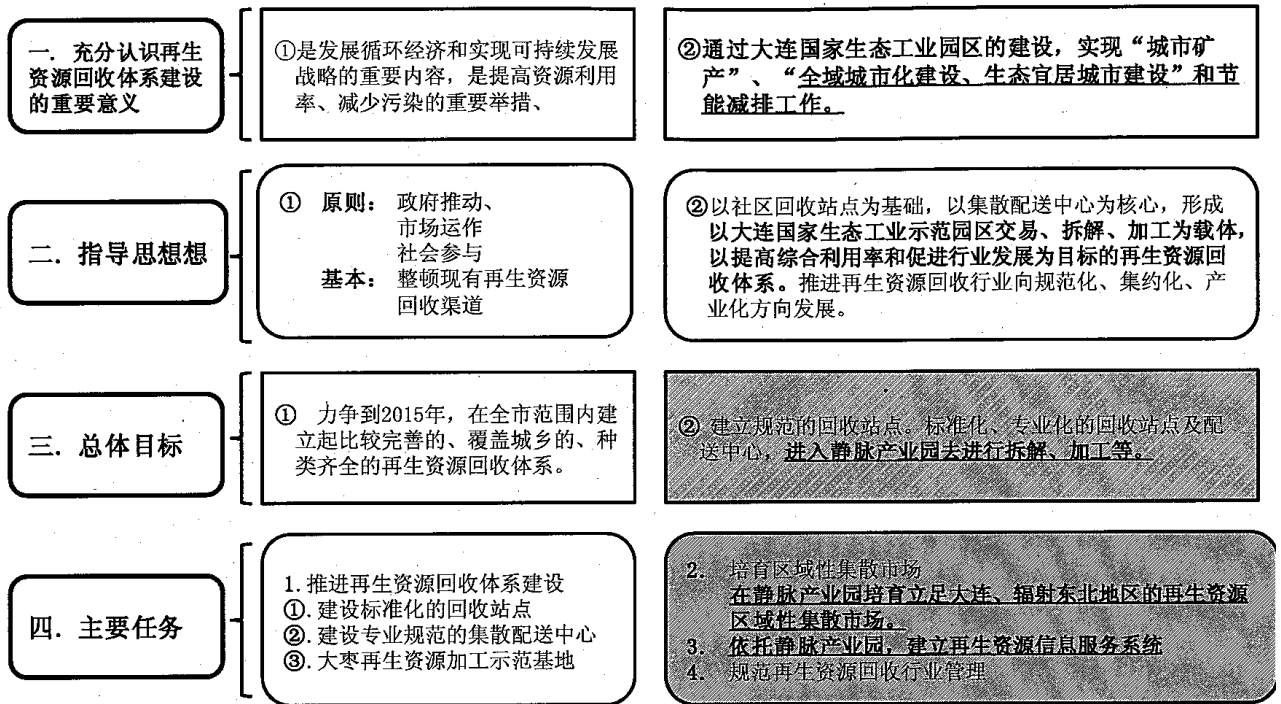 一. 充分认识再生
资源回收体系建设
的重要意义
①是发展循环经济和实现可持续发展
战略的重要内容，是提高资源利用
率、减少污染的重要举措、
②通过大连国家生态工业园区的建设，实现“城市矿
产”、“全域城市化建设、生态宜居城市建设”和节
能减排工作。
二. 指导思想想
① 原则： 政府推动、
市场运作
社会参与
基本： 整顿现有再生资源
回收渠道
②以社区回收站点为基础，以集散配送中心为核心，形成
以大连国家生态工业示范园区交易、拆解、加工为载体，
以提高综合利用率和促进行业发展为目标的再生资源回
收体系。推进再生资源回收行业向规范化、集约化、产
业化方向发展。
三. 总体目标
① 力争到2015年，在全市范围内建
立起比较完善的、覆盖城乡的、种
类齐全的再生资源回收体系。
② 建立规范的回收站点。标准化、专业化的回收站点及配
送中心，进入静脉产业园去进行拆解、加工等。
四. 主要任务
1. 推进再生资源回收体系建设
①. 建设标准化的回收站点
②. 建设专业规范的集散配送中心
③. 大枣再生资源加工示范基地
2. 培育区域性集散市场
在静脉产业园培育立足大连、辐射东北地区的再生资源
区域性集散市场。
3. 依托静脉产业园，建立再生资源信息服务系统
4. 规范再生资源回收行业管理